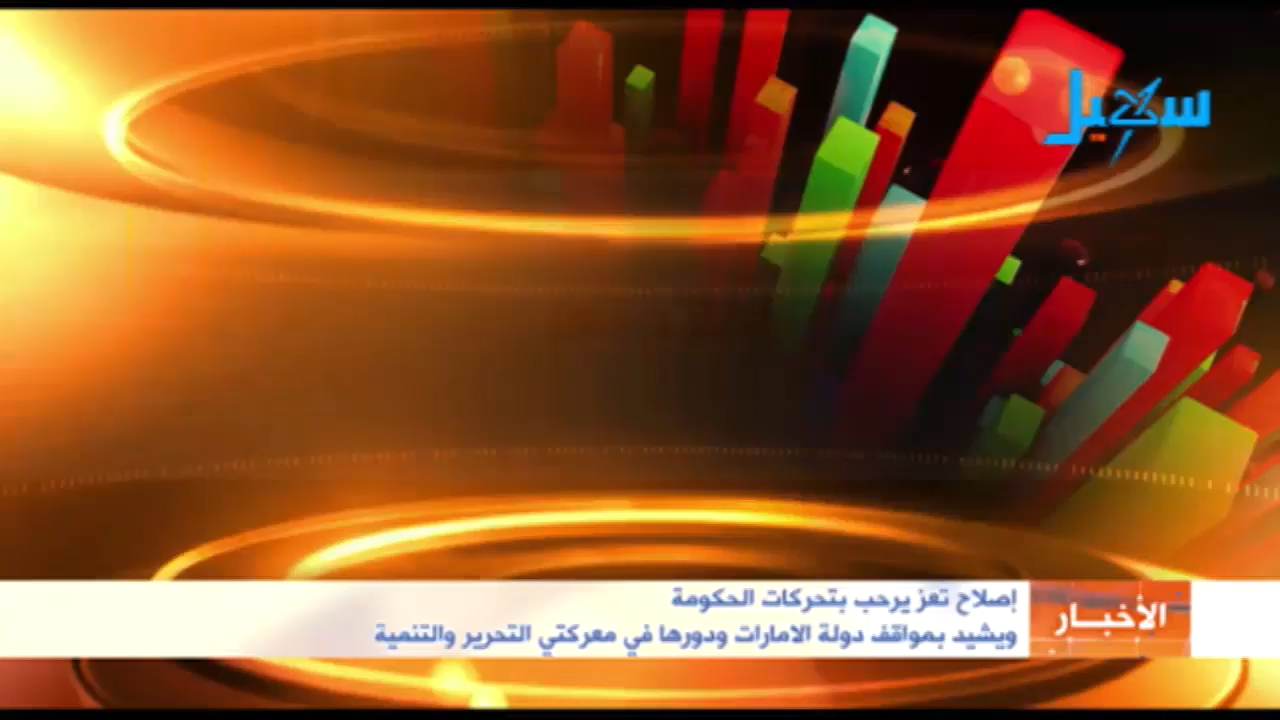 سهيل
الأخبار
إصلاح تعز يرحب بتحركات الحكومة
ويشيد بمواقف دولة الامارات ودورها في معركتي التحرير والتنمية